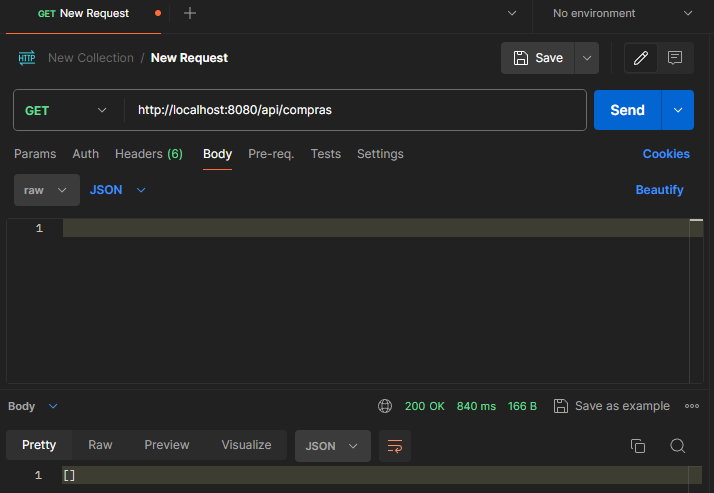 GET New Request
No environment
HTTP New Collection / New Request
Save
GET http://localhost:8080/api/compras
Send
Params Auth Headers (6) Body Pre-req. Tests Settings Cookies
raw JSON Beautify
1
Body 200 OK 840 ms 166 B Save as example
Pretty Raw Preview Visualize JSON
1 []